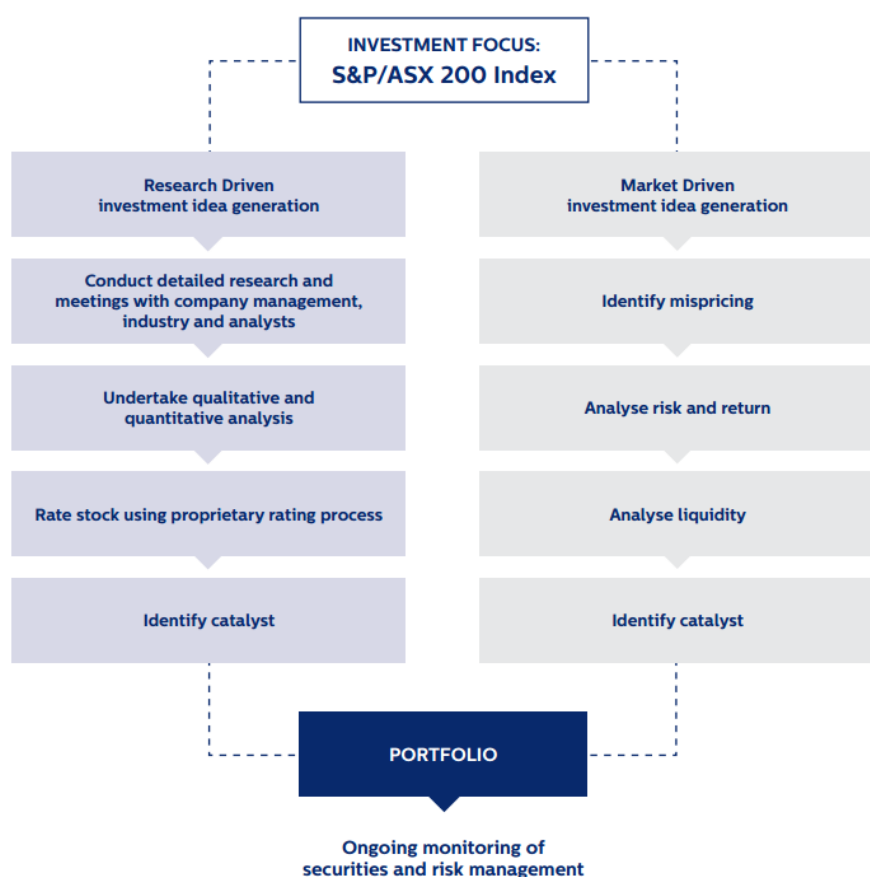 INVESTMENT FOCUS:
S&P/ASX 200 Index
Research Driven
investment idea generation
Conduct detailed research and
meetings with company management,
industry and analysts
Undertake qualitative and
quantitative analysis
Rate stock using proprietary rating process
Identify catalyst
Market Driven
investment idea generation
Identify mispricing
Analyse risk and return
Analyse liquidity
Identify catalyst
PORTFOLIO
Ongoing monitoring of
securities and risk management